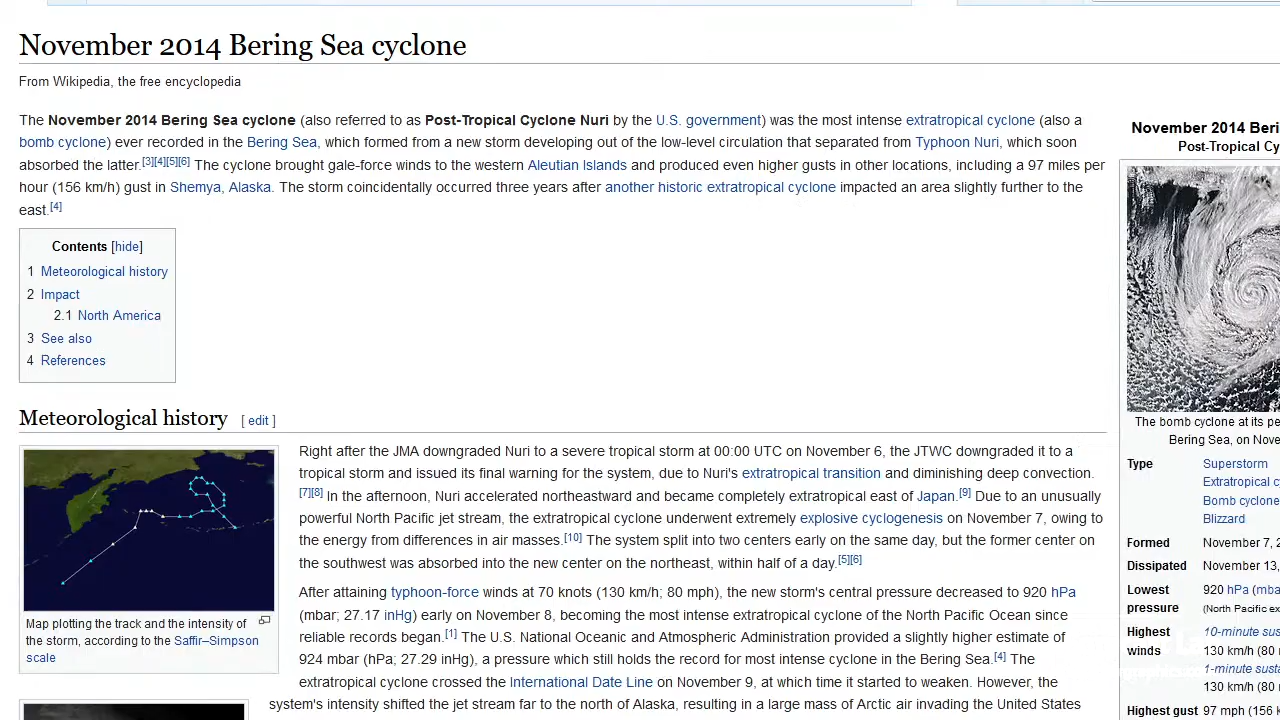 November 2014 Bering Sea cyclone
From Wikipedia, the free encyclopedia
The November 2014 Bering Sea cyclone (also referred to as Post-Tropical Cyclone Nuri by the U.S. government) was the most intense extratropical cyclone (also a
bomb cyclone) ever recorded in the Bering Sea, which formed from a new storm developing out of the low-level circulation that separated from Typhoon Nuri, which soon
absorbed the latter.[3][4][5][6] The cyclone brought gale-force winds to the western Aleutian Islands and produced even higher gusts in other locations, including a 97 miles per
hour (156 km/h) gust in Shemya, Alaska. The storm coincidentally occurred three years after another historic extratropical cyclone impacted an area slightly further to the
east.[4]
Contents [hide]
1 Meteorological history
2 Impact
2.1 North America
3 See also
4 References
Meteorological history [ edit ]
Right after the JMA downgraded Nuri to a severe tropical storm at 00:00 UTC on November 6, the JTWC downgraded it to a
tropical storm and issued its final warning for the system, due to Nuri's extratropical transition and diminishing deep convection.
[7][8] In the afternoon, Nuri accelerated northeastward and became completely extratropical east of Japan.[9] Due to an unusually
powerful North Pacific jet stream, the extratropical cyclone underwent extremely explosive cyclogenesis on November 7, owing to
the energy from differences in air masses.[10] The system split into two centers early on the same day, but the former center on
the southwest was absorbed into the new center on the northeast, within half of a day.[5][6]
After attaining typhoon-force winds at 70 knots (130 km/h; 80 mph), the new storm's central pressure decreased to 920 hPa
(mbar; 27.17 inHg) early on November 8, becoming the most intense extratropical cyclone of the North Pacific Ocean since
reliable records began.[1] The U.S. National Oceanic and Atmospheric Administration provided a slightly higher estimate of
924 mbar (hPa; 27.29 inHg), a pressure which still holds the record for most intense cyclone in the Bering Sea.[4] The
extratropical cyclone crossed the International Date Line on November 9, at which time it started to weaken. However, the
system's intensity shifted the jet stream far to the north of Alaska, resulting in a large mass of Arctic air invading the United States
Map plotting the track and the intensity of
the storm, according to the Saffir–Simpson
scale
November 2014 Beri
Post-Tropical Cy
The bomb cyclone at its pe
Bering Sea, on Nove
Type Superstorm
Extratropical cy
Bomb cyclone
Blizzard
Formed November 7, 2
Dissipated November 13,
Lowest 920 hPa (mba
pressure (North Pacific ex
Highest 10-minute sus
winds 130 km/h (80
1-minute susta
130 km/h (80
Highest gust 97 mph (156 k